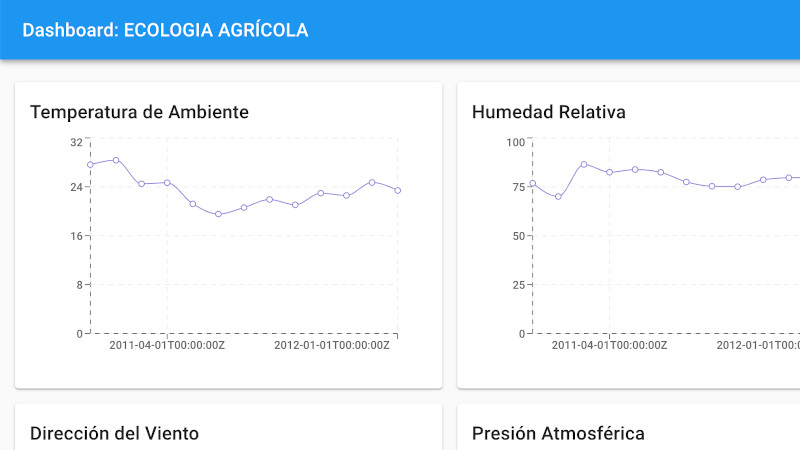 Dashboard: ECOLOGIA AGRÍCOLA
Temperatura de Ambiente
32
24
16
8
0
2011-04-01T00:00:00Z
2012-01-01T00:00:00Z
Humedad Relativa
100
75
50
25
0
2011-04-01T00:00:00Z
2012-01-01T00:0
Dirección del Viento
Presión Atmosférica